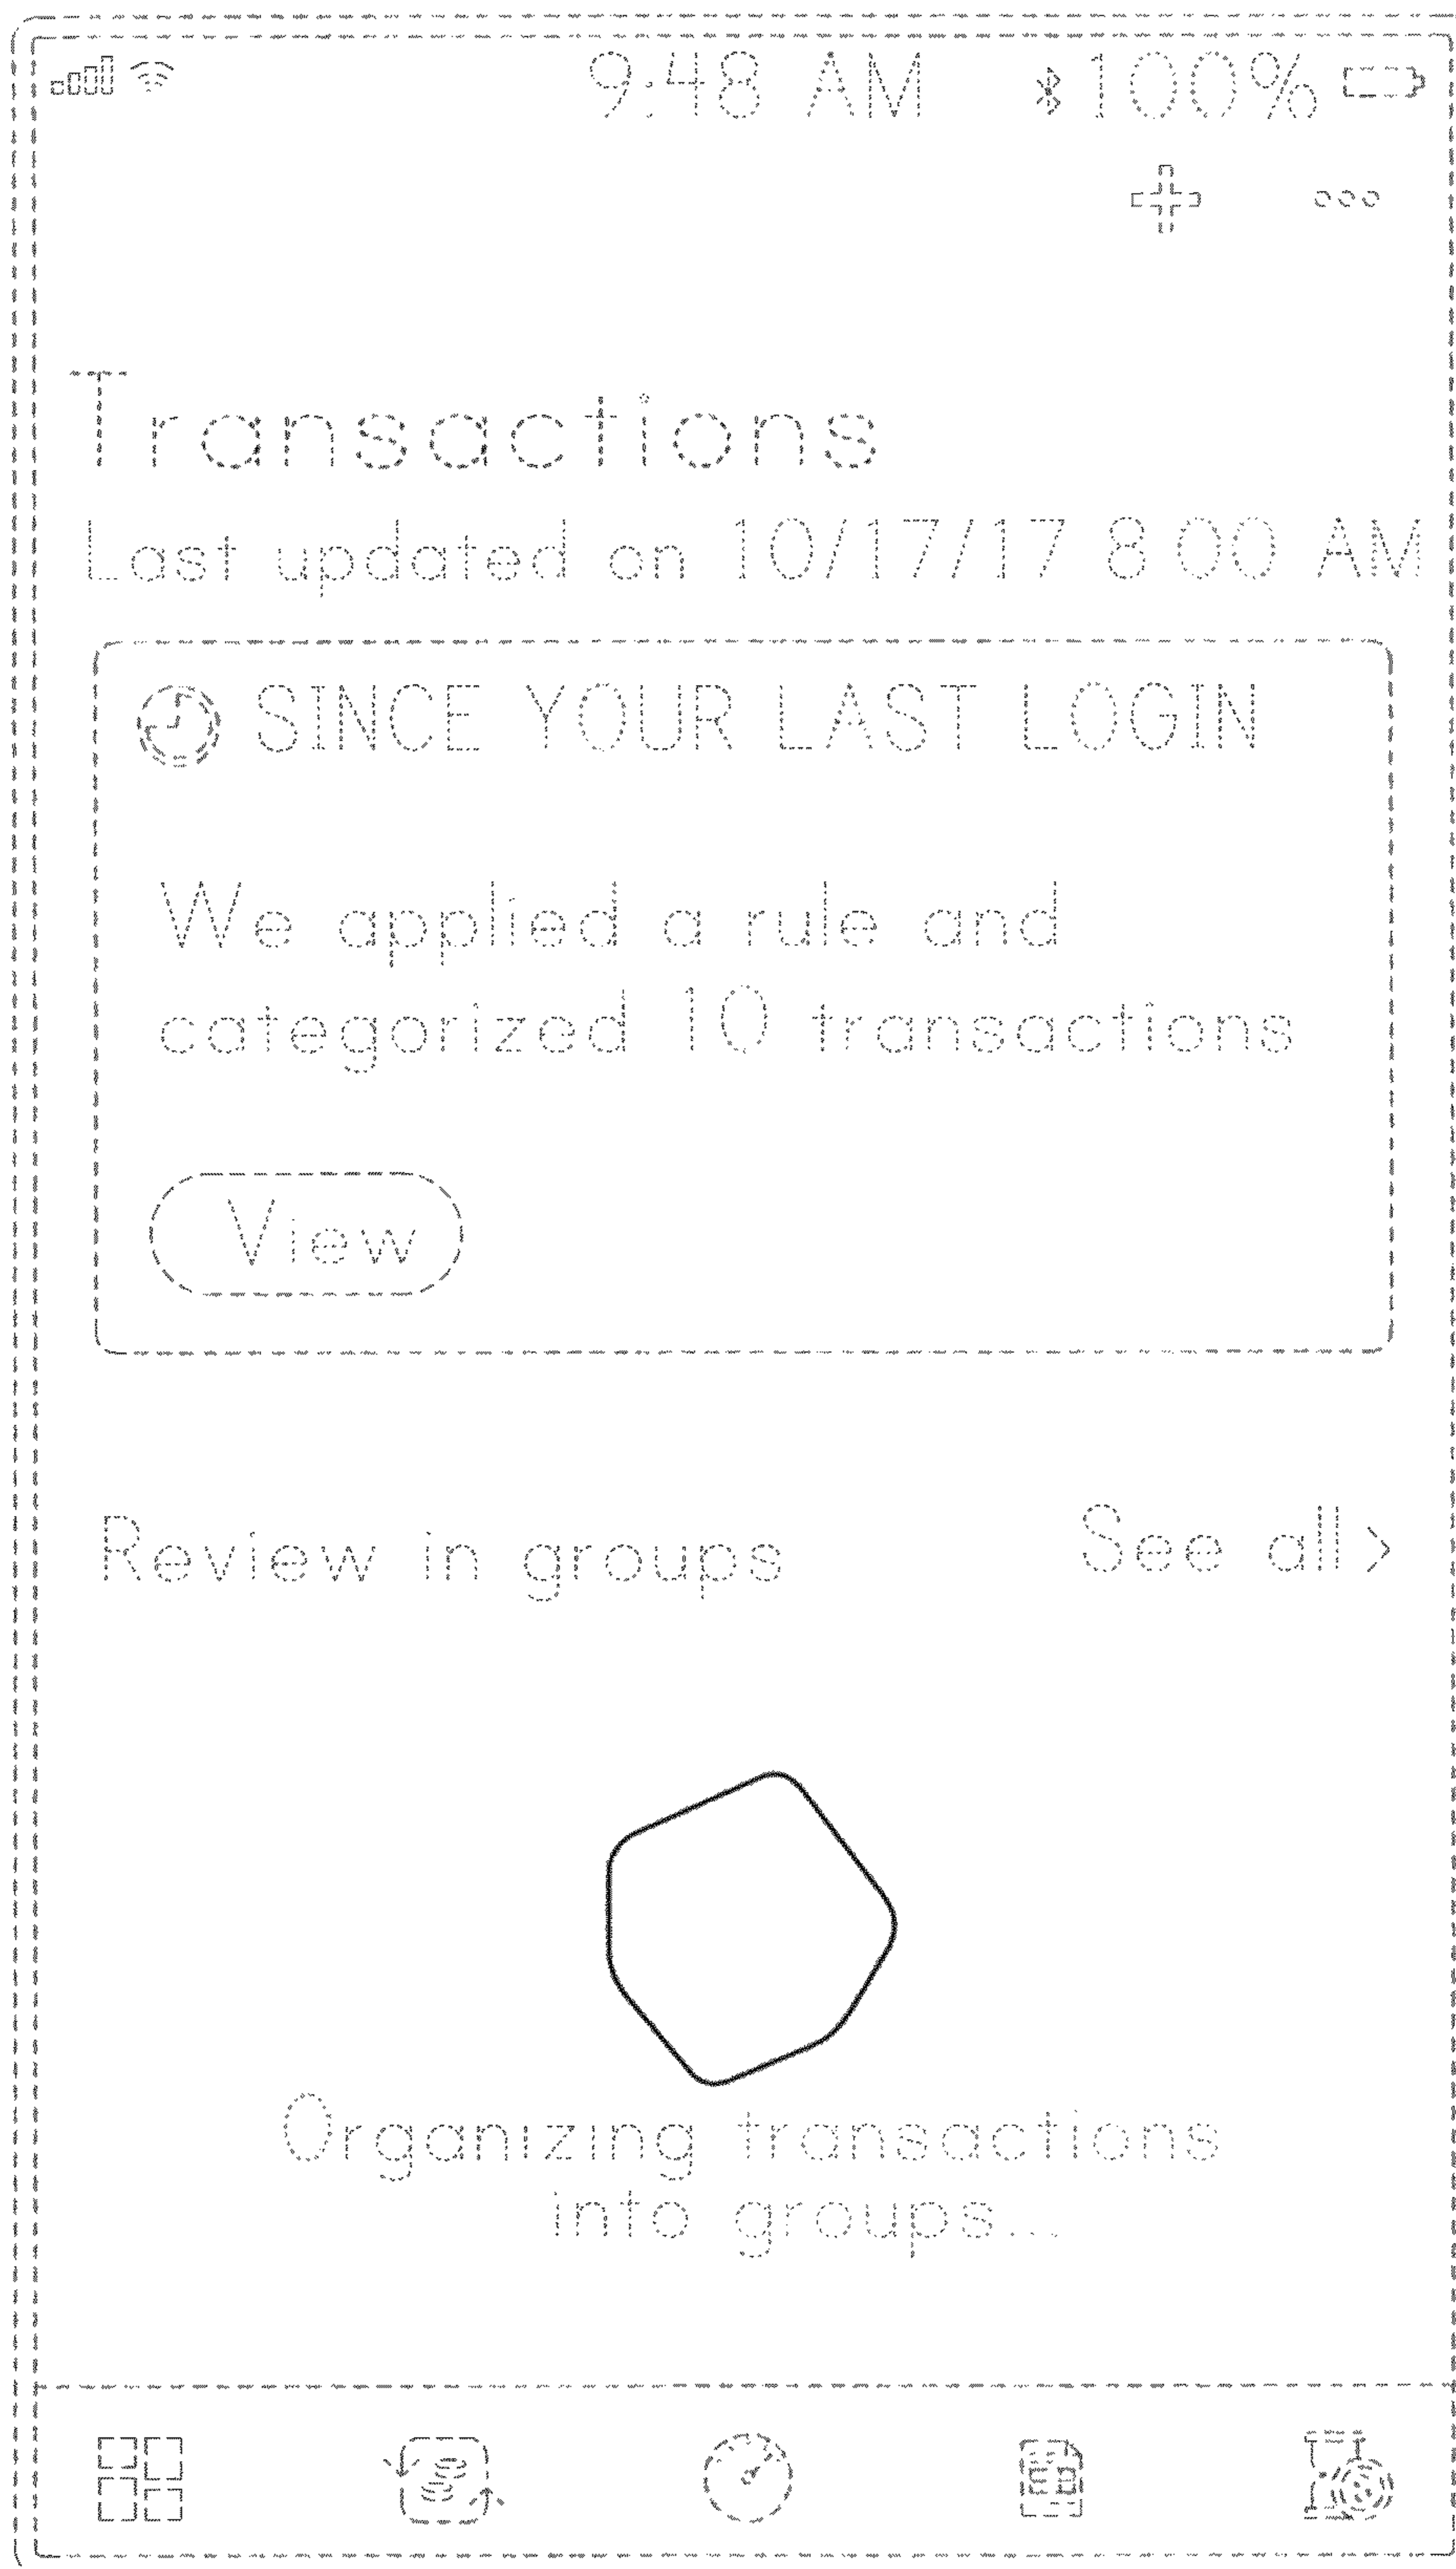 9:48 AM 100%
Transactions
Last updated on 10/17/17 8 00 AM
SINCE YOUR LAST LOGIN
We applied a rule and
categorized 10 transactions
View
Review in groups See all >
Organizing transactions
into groups...